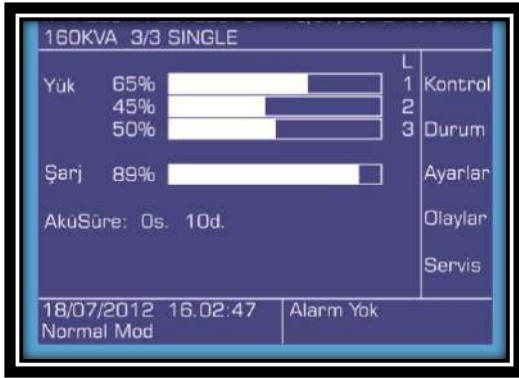 160KVA 3/3 SINGLE
L
Yük 65% 1
45% 2
50% 3
Şarj 89%
AküSüre: 0s. 10d.
Kontrol
Durum
Ayarlar
Olaylar
Servis
18/07/2012 16.02:47 Alarm Yok
Normal Mod